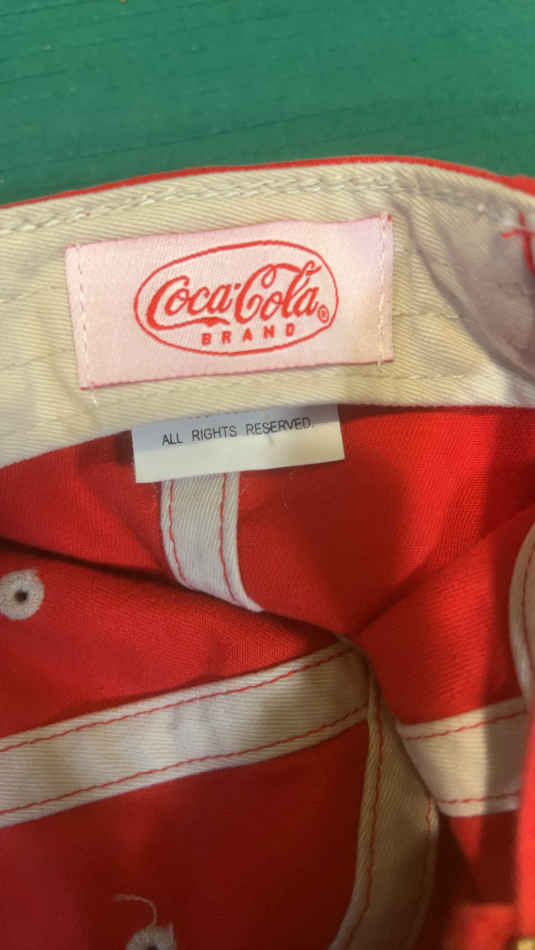 Coca-Cola®
BRAND
ALL RIGHTS RESERVED.